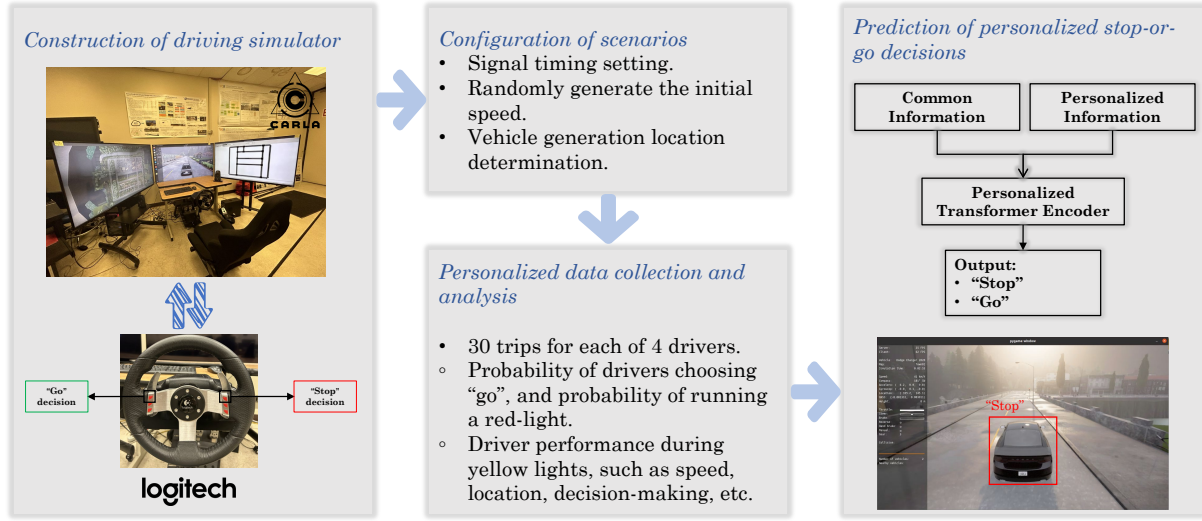 Construction of driving simulator
CARLA
“Go”
decision
“Stop”
decision
logitech
Configuration of scenarios
• Signal timing setting.
• Randomly generate the initial
speed.
• Vehicle generation location
determination.
Personalized data collection and
analysis
• 30 trips for each of 4 drivers.
○ Probability of drivers choosing
“go”, and probability of running
a red-light.
○ Driver performance during
yellow lights, such as speed,
location, decision-making, etc.
Prediction of personalized stop-or-
go decisions
Common
Information
Personalized
Information
Personalized
Transformer Encoder
Output:
• “Stop”
• “Go”
pygame window
“Stop”